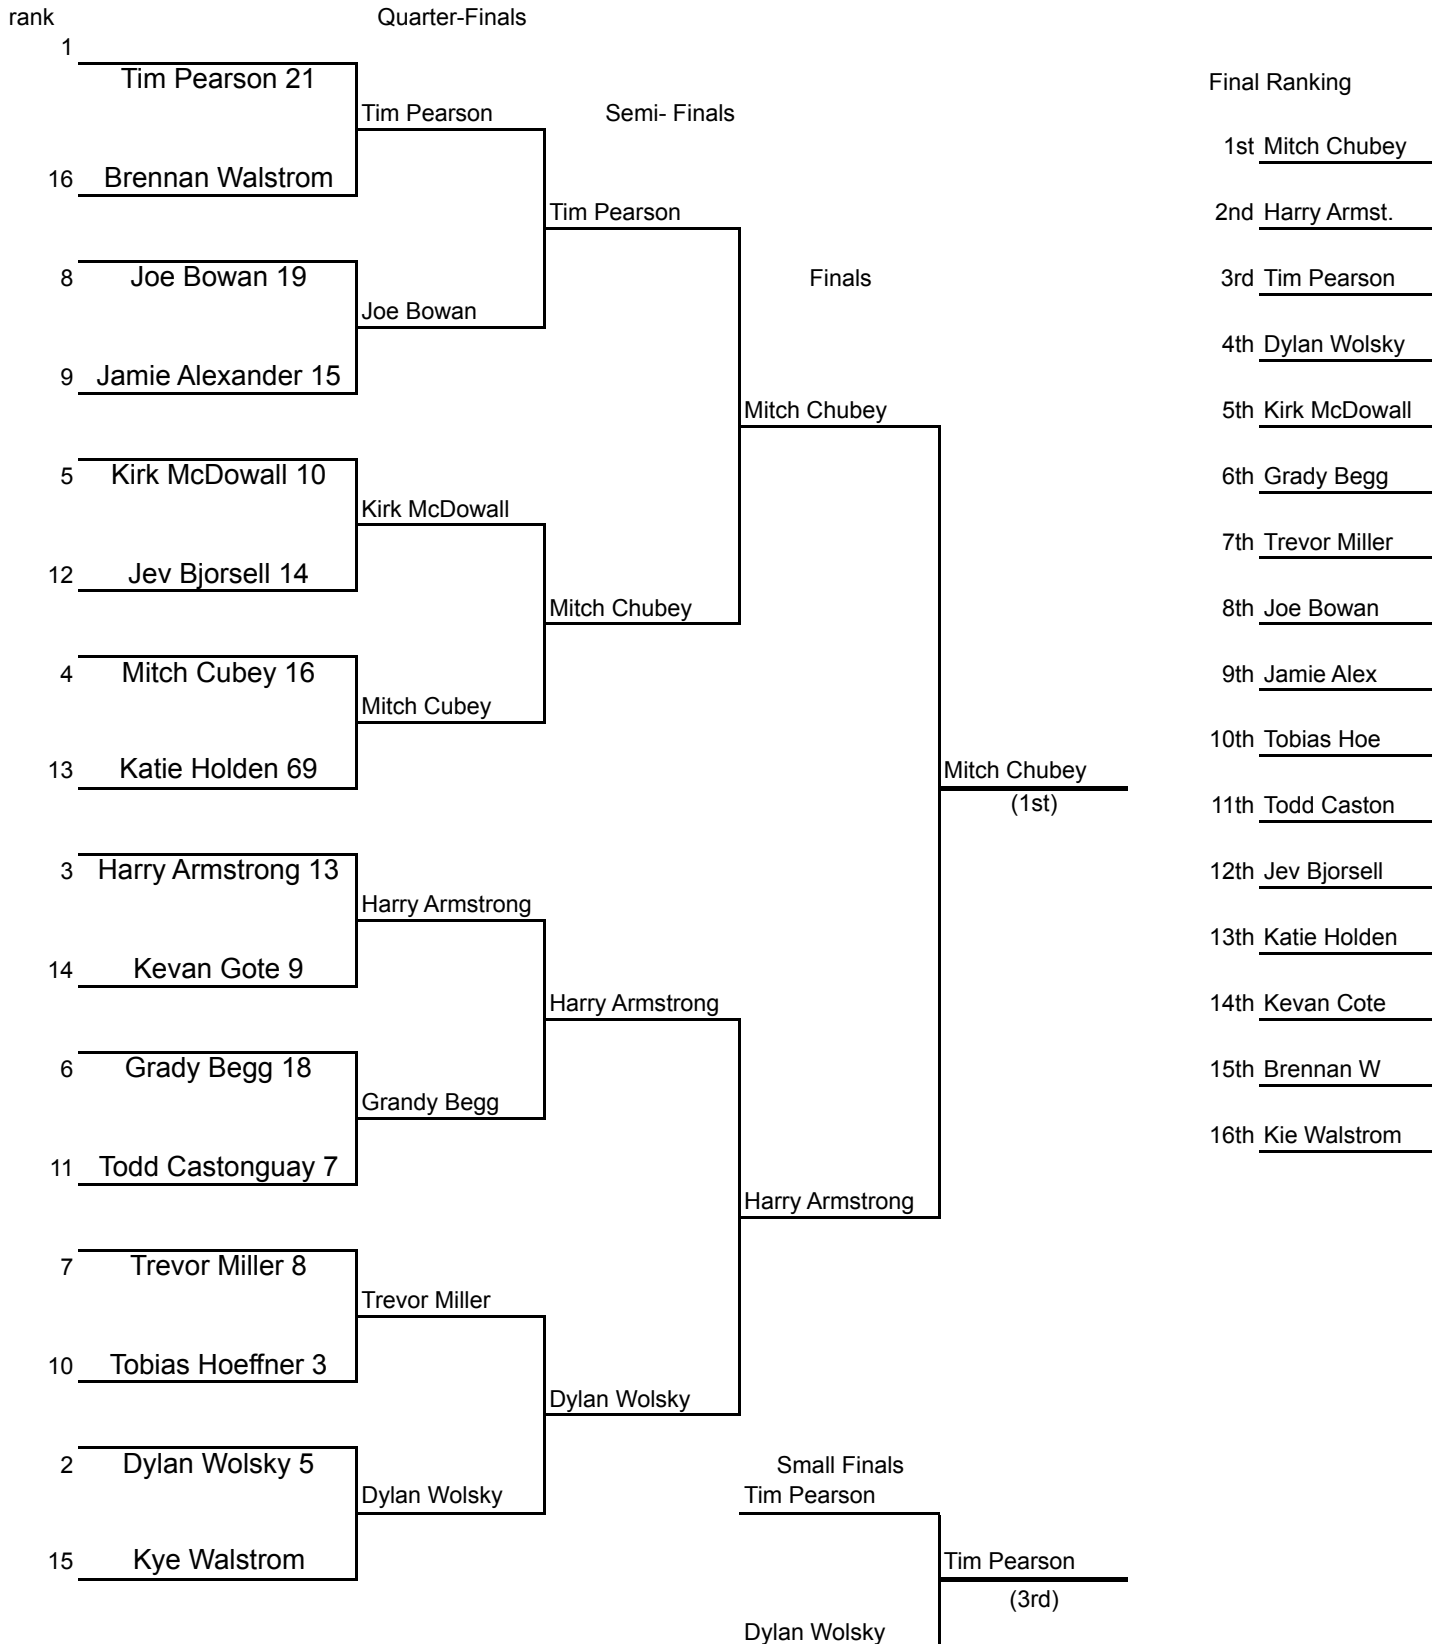 rank
Quarter-Finals
1
Tim Pearson 21
Final Ranking
Tim Pearson
Semi- Finals
1st Mitch Chubey
16 Brennan Walstrom
Tim Pearson
2nd Harry Armst.
8 Joe Bowan 19
Finals
3rd Tim Pearson
Joe Bowan
4th Dylan Wolsky
9 Jamie Alexander 15
Mitch Chubey
5th Kirk McDowall
5 Kirk McDowall 10
6th Grady Begg
Kirk McDowall
7th Trevor Miller
12 Jev Bjorsell 14
Mitch Chubey
8th Joe Bowan
4 Mitch Cubey 16
9th Jamie Alex
Mitch Cubey
10th Tobias Hoe
13 Katie Holden 69
Mitch Chubey
(1st)
11th Todd Caston
3 Harry Armstrong 13
12th Jev Bjorsell
Harry Armstrong
13th Katie Holden
14 Kevan Gote 9
Harry Armstrong
14th Kevan Cote
6 Grady Begg 18
15th Brennan W
Grandy Begg
16th Kie Walstrom
11 Todd Castonguay 7
Harry Armstrong
7 Trevor Miller 8
Trevor Miller
10 Tobias Hoeffner 3
Dylan Wolsky
2 Dylan Wolsky 5
Small Finals
Dylan Wolsky
Tim Pearson
15 Kye Walstrom
Tim Pearson
(3rd)
Dylan Wolsky